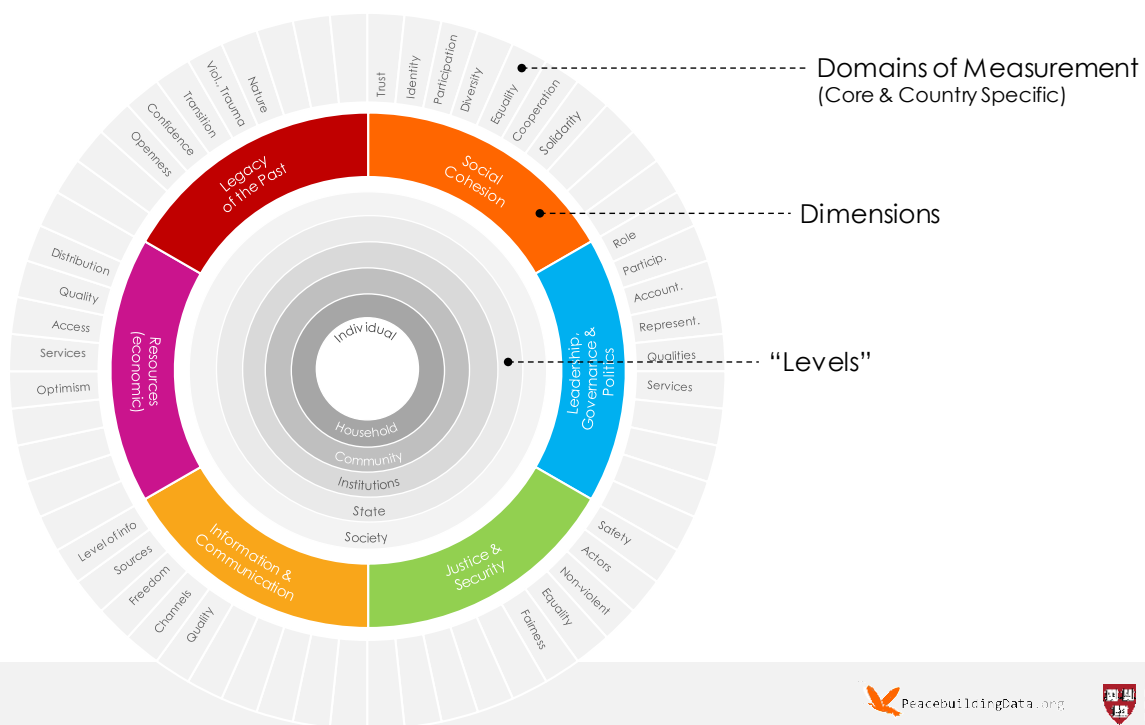 Domains of Measurement
(Core & Country Specific)
Dimensions
“Levels”
Legacy
of the Past
Openness
Confidence
Transition
Viol., Trauma
Nature
Social
Cohesion
Trust
Identity
Participation
Diversity
Equality
Cooperation
Solidarity
Leadership,
Governance &
Politics
Role
Particip.
Account.
Represent.
Qualities
Services
Justice &
Security
Safety
Actors
Non-violent
Equality
Fairness
Information &
Communication
Quality
Channels
Freedom
Sources
Level of info
Resources
(economic)
Optimism
Services
Access
Quality
Distribution
Individual
Household
Community
Institutions
State
Society
PeacebuildingData.org